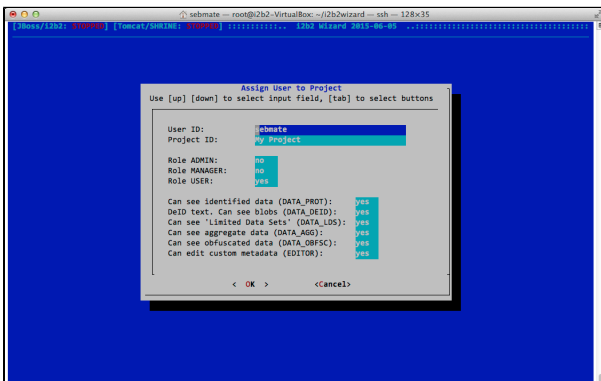 sebmate — root@i2b2-VirtualBox: ~/i2b2wizard — ssh — 128×35
[JBoss/i2b2: STOPPED] [Tomcat/SHRINE: STOPPED] ::::::::::.. i2b2 Wizard 2015-06-05 ..::::::::::::::::::::::::::::::
Assign User to Project
Use [up] [down] to select input field, [tab] to select buttons
User ID: sebmate
Project ID: My Project
Role ADMIN: no
Role MANAGER: no
Role USER: yes
Can see identified data (DATA_PROT): yes
DeID text. Can see blobs (DATA_DEID): yes
Can see 'Limited Data Sets' (DATA_LDS): yes
Can see aggregate data (DATA_AGG): yes
Can see obfuscated data (DATA_OBFSC): yes
Can edit custom metadata (EDITOR): yes
< OK > <Cancel>